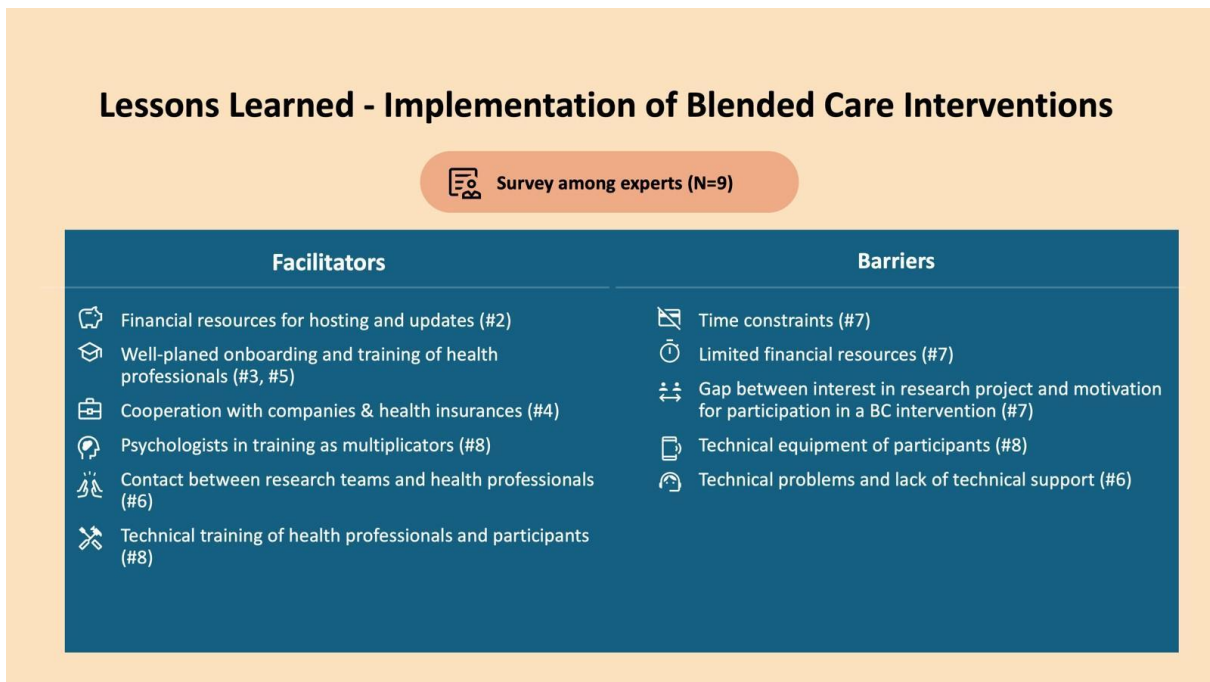 Lessons Learned - Implementation of Blended Care Interventions
Survey among experts (N=9)
Facilitators
Financial resources for hosting and updates (#2)
Well-planed onboarding and training of health
professionals (#3, #5)
Cooperation with companies & health insurances (#4)
Psychologists in training as multiplicators (#8)
Contact between research teams and health professionals
(#6)
Technical training of health professionals and participants
(#8)
Barriers
Time constraints (#7)
Limited financial resources (#7)
Gap between interest in research project and motivation
for participation in a BC intervention (#7)
Technical equipment of participants (#8)
Technical problems and lack of technical support (#6)